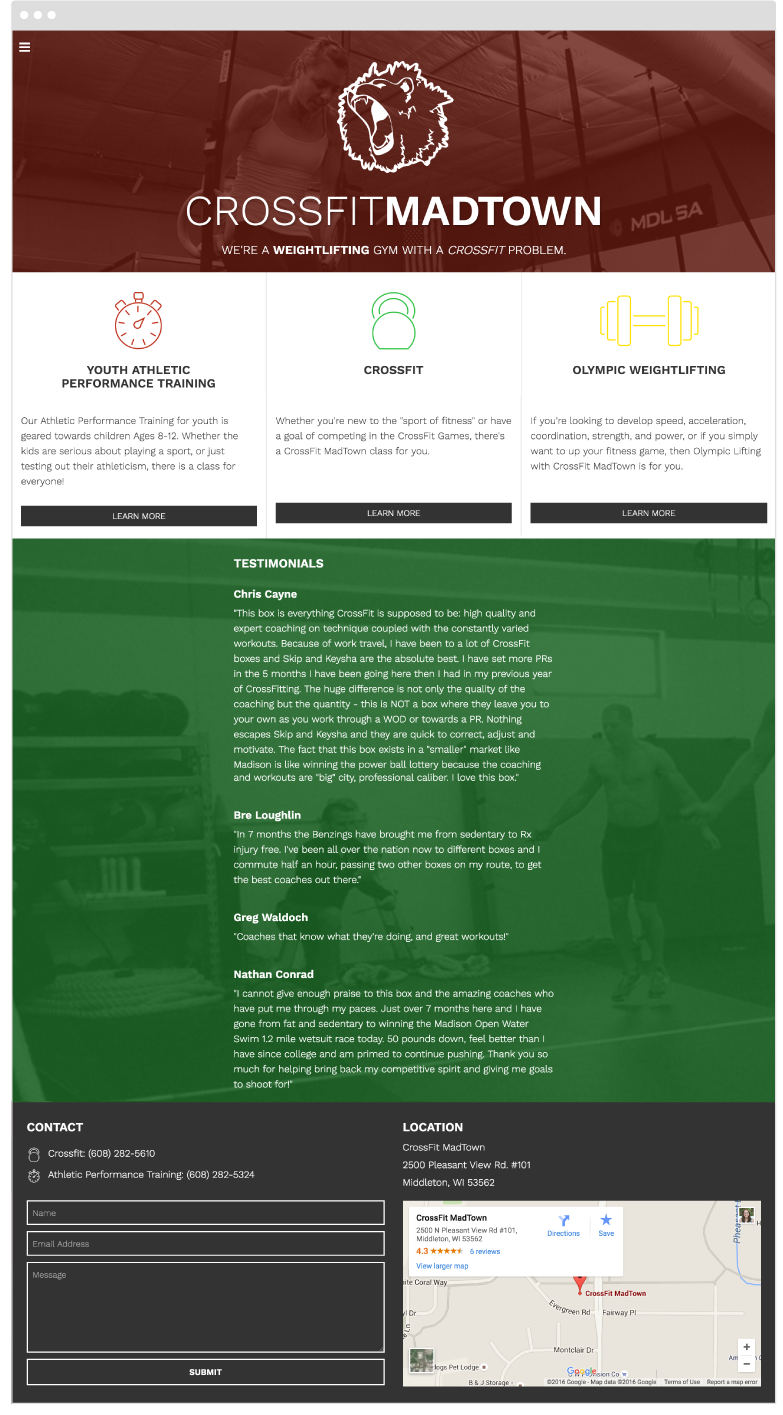 CROSSFITMADTOWN
MDLSA
WE'RE A WEIGHTLIFTING GYM WITH A CROSSFIT PROBLEM.
YOUTH ATHLETIC
PERFORMANCE TRAINING
Our Athletic Performance Training for youth is
geared towards children Ages 8-12. Whether the
kids are serious about playing a sport, or just
testing out their athleticism, there is a class for
everyone!
LEARN MORE
CROSSFIT
Whether you're new to the "sport of fitness" or have
a goal of competing in the CrossFit Games, there's
a CrossFit MadTown class for you.
LEARN MORE
OLYMPIC WEIGHTLIFTING
If you're looking to develop speed, acceleration,
coordination, strength, and power, or if you simply
want to up your fitness game, then Olympic Lifting
with CrossFit MadTown is for you.
LEARN MORE
TESTIMONIALS
Chris Cayne
"This box is everything CrossFit is supposed to be: high quality and
expert coaching on technique coupled with the constantly varied
workouts. Because of work travel, I have been to a lot of CrossFit
boxes and Skip and Keysha are the absolute best. I have set more PRs
in the 5 months I have been going here then I had in my previous year
of CrossFitting. The huge difference is not only the quality of the
coaching but the quantity - this is NOT a box where they leave you to
your own as you work through a WOD or towards a PR. Nothing
escapes Skip and Keysha and they are quick to correct, adjust and
motivate. The fact that this box exists in a "smaller" market like
Madison is like winning the power ball lottery because the coaching
and workouts are "big" city, professional caliber. I love this box."
Bre Loughlin
"In 7 months the Benzings have brought me from sedentary to Rx
injury free. I've been all over the nation now to different boxes and I
commute half an hour, passing two other boxes on my route, to get
the best coaches out there."
Greg Waldoch
"Coaches that know what they're doing, and great workouts!"
Nathan Conrad
"I cannot give enough praise to this box and the amazing coaches who
have put me through my paces. Just over 7 months here and I have
gone from fat and sedentary to winning the Madison Open Water
Swim 1.2 mile wetsuit race today. 50 pounds down, feel better than I
have since college and am primed to continue pushing. Thank you so
much for helping bring back my competitive spirit and giving me goals
to shoot for!"
CONTACT
Crossfit: (608) 282-5610
Athletic Performance Training: (608) 282-5324
Name
Email Address
Message
SUBMIT
LOCATION
CrossFit MadTown
2500 Pleasant View Rd. #101
Middleton, WI 53562
CrossFit MadTown
2500 N Pleasant View Rd #101,
Middleton, WI 53562
4.3 6 reviews
View larger map
Directions
Save
ite Coral Way
CrossFit MadTown
Evergreen Rd
Fairway Pl
yl Dr
Montclair Dr
logs Pet Lodge
B & J Storage
Google
©2016 Google - Map data ©2016 Google Terms of Use Report a map error